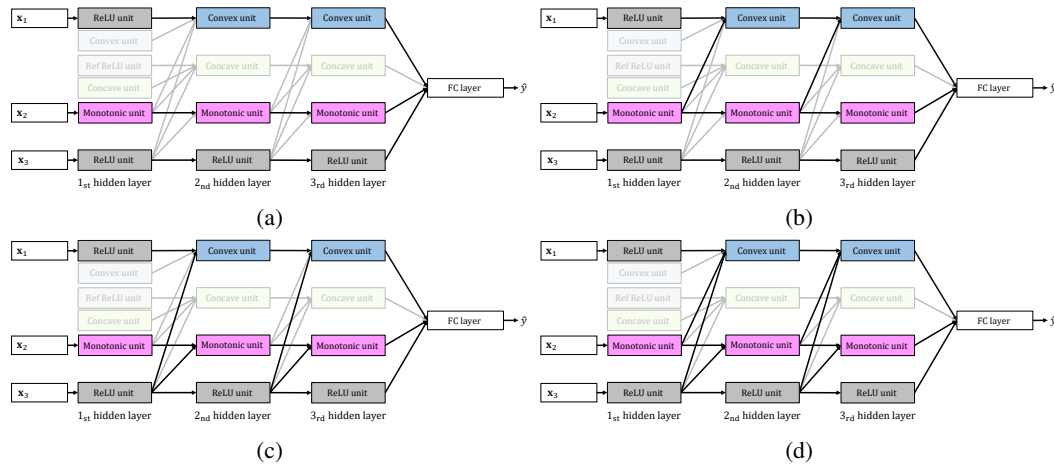 x₁
ReLU unit
Convex unit
Convex unit
Convex unit
Ref ReLU unit
Concave unit
Concave unit
Concave unit
FC layer
ŷ
x₂
Monotonic unit
Monotonic unit
Monotonic unit
x₃
ReLU unit
ReLU unit
ReLU unit
1st hidden layer
2nd hidden layer
3rd hidden layer
(a)
x₁
ReLU unit
Convex unit
Convex unit
Convex unit
Ref ReLU unit
Concave unit
Concave unit
Concave unit
FC layer
ŷ
x₂
Monotonic unit
Monotonic unit
Monotonic unit
x₃
ReLU unit
ReLU unit
ReLU unit
1st hidden layer
2nd hidden layer
3rd hidden layer
(b)
x₁
ReLU unit
Convex unit
Convex unit
Convex unit
Ref ReLU unit
Concave unit
Concave unit
Concave unit
FC layer
ŷ
x₂
Monotonic unit
Monotonic unit
Monotonic unit
x₃
ReLU unit
ReLU unit
ReLU unit
1st hidden layer
2nd hidden layer
3rd hidden layer
(c)
x₁
ReLU unit
Convex unit
Convex unit
Convex unit
Ref ReLU unit
Concave unit
Concave unit
Concave unit
FC layer
ŷ
x₂
Monotonic unit
Monotonic unit
Monotonic unit
x₃
ReLU unit
ReLU unit
ReLU unit
1st hidden layer
2nd hidden layer
3rd hidden layer
(d)